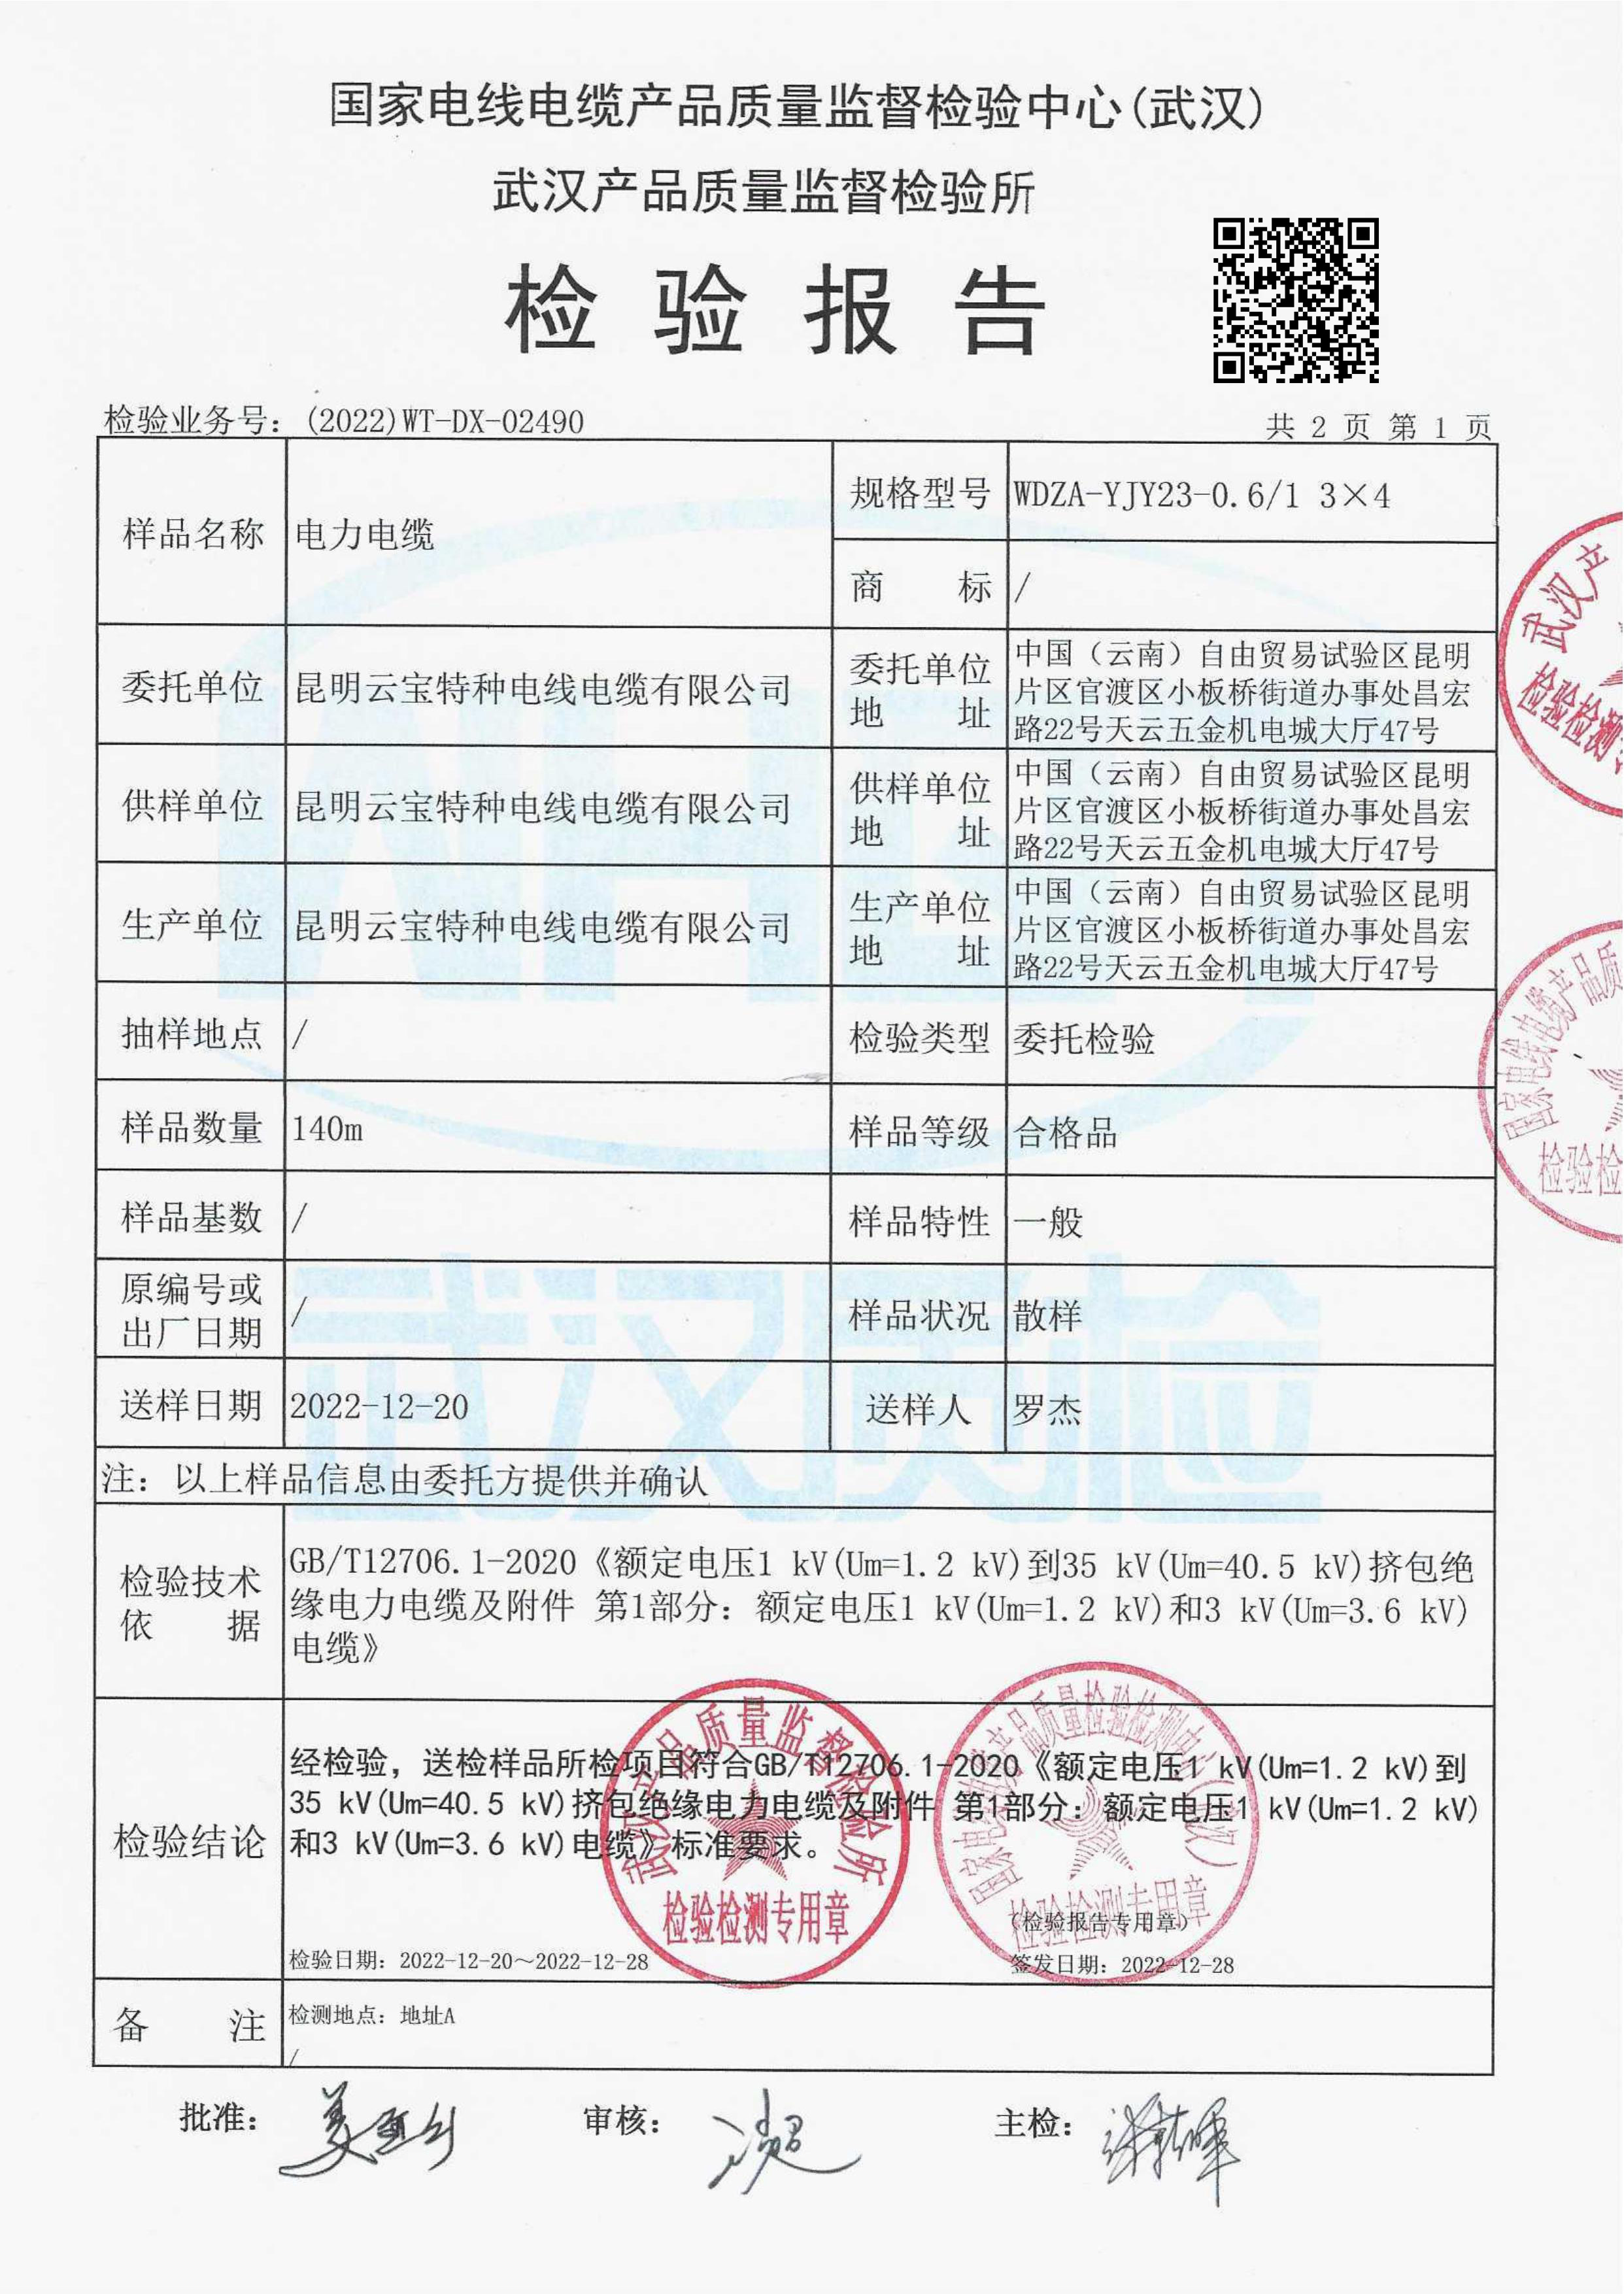 国家电线电缆产品质量监督检验中心(武汉)
武汉产品质量监督检验所
检验报告
检验业务号：(2022)WT-DX-02490
共 2 页 第 1 页
样品名称
电力电缆
规格型号
WDZA-YJY23-0.6/1 3×4
商 标
/
委托单位
昆明云宝特种电线电缆有限公司
委托单位
地 址
中国（云南）自由贸易试验区昆明
片区官渡区小板桥街道办事处昌宏
路22号天云五金机电城大厅47号
供样单位
昆明云宝特种电线电缆有限公司
供样单位
地 址
中国（云南）自由贸易试验区昆明
片区官渡区小板桥街道办事处昌宏
路22号天云五金机电城大厅47号
生产单位
昆明云宝特种电线电缆有限公司
生产单位
地 址
中国（云南）自由贸易试验区昆明
片区官渡区小板桥街道办事处昌宏
路22号天云五金机电城大厅47号
抽样地点
/
检验类型
委托检验
样品数量
140m
样品等级
合格品
样品基数
/
样品特性
一般
原编号或
出厂日期
/
样品状况
散样
送样日期
2022-12-20
送样人
罗杰
注：以上样品信息由委托方提供并确认
检验技术
依 据
GB/T12706.1-2020《额定电压1 kV(Um=1.2 kV)到35 kV(Um=40.5 kV)挤包绝
缘电力电缆及附件 第1部分：额定电压1 kV(Um=1.2 kV)和3 kV(Um=3.6 kV)
电缆》
检验结论
经检验，送检样品所检项目符合GB/T12706.1-2020《额定电压1 kV(Um=1.2 kV)到
35 kV(Um=40.5 kV)挤包绝缘电力电缆及附件 第1部分：额定电压1 kV(Um=1.2 kV)
和3 kV(Um=3.6 kV)电缆》标准要求。
武汉产品质量监督检验所
检验检测专用章
国家电线电缆产品质量检验检测中心(武汉)
检验检测专用章
(检验报告专用章)
检验日期：2022-12-20～2022-12-28
签发日期：2022-12-28
备 注
检测地点：地址A
/
批准：
审核：
主检：
武汉产
检验检测
国家电线电缆产品质
检验检
武汉质检